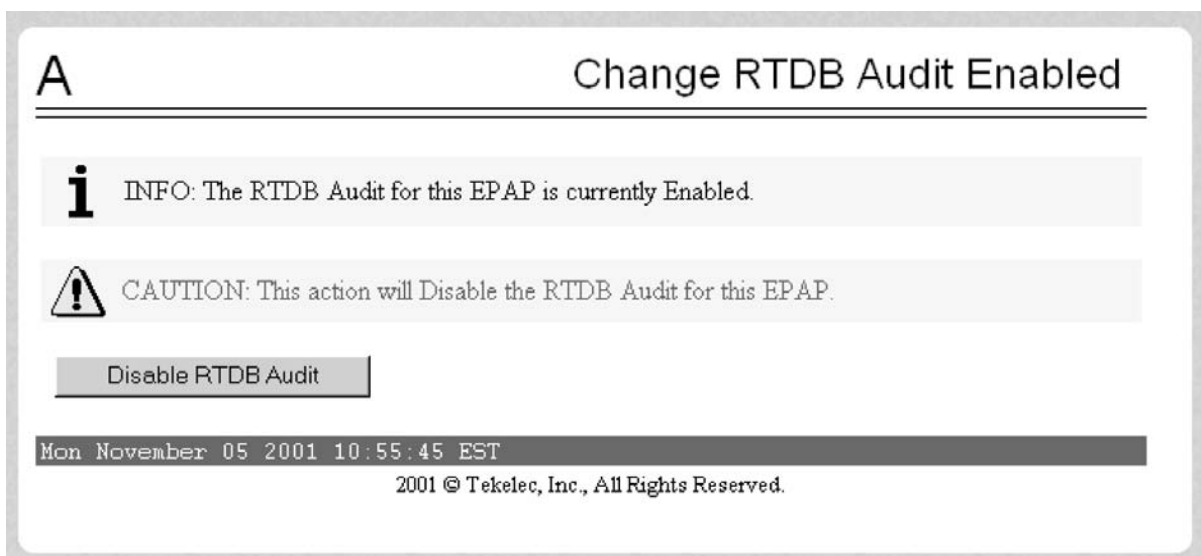 A
Change RTDB Audit Enabled
i
INFO: The RTDB Audit for this EPAP is currently Enabled.
CAUTION: This action will Disable the RTDB Audit for this EPAP.
Disable RTDB Audit
Mon November 05 2001 10:55:45 EST
2001 © Tekelec, Inc., All Rights Reserved.